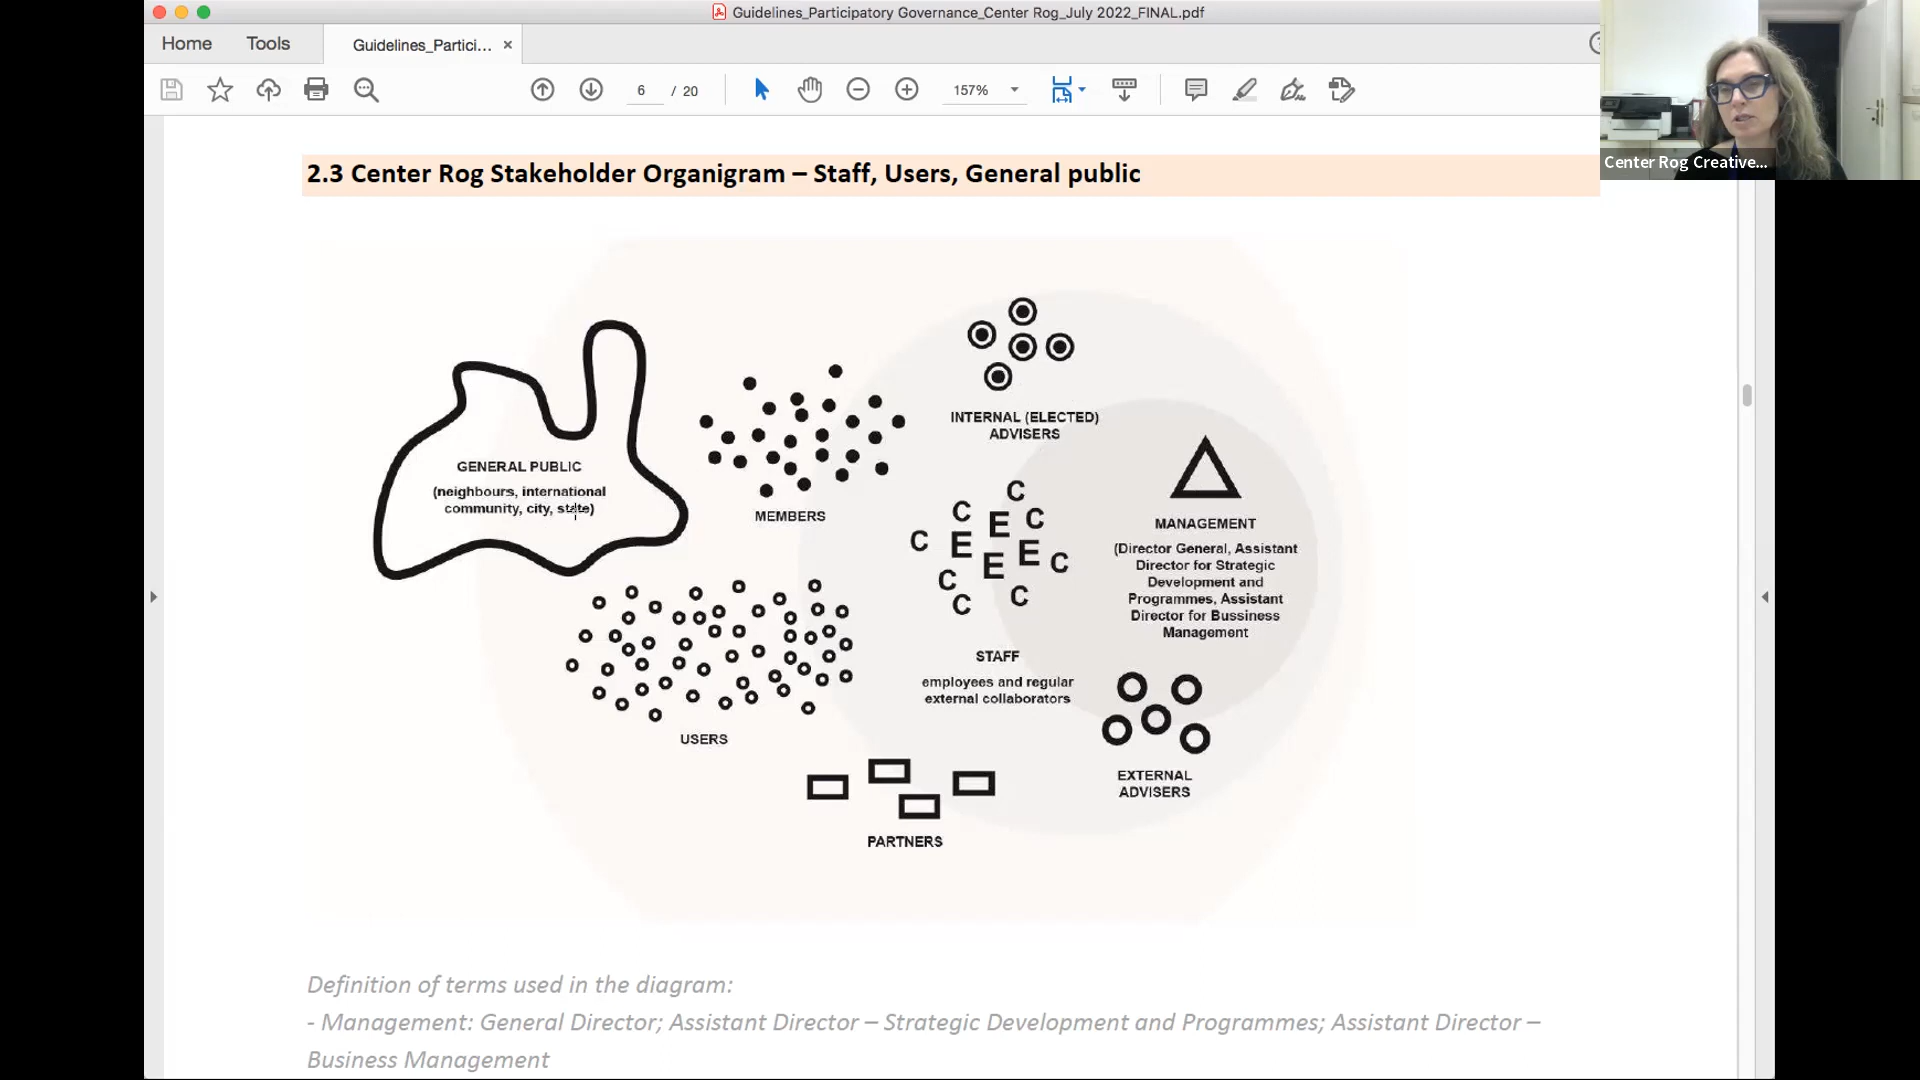 Guidelines_Participatory Governance_Center Rog_July 2022_FINAL.pdf
Home
Tools
Guidelines_Partici...
6 / 20
157%
Center Rog Creative...
2.3 Center Rog Stakeholder Organigram – Staff, Users, General public
GENERAL PUBLIC
(neighbours, international
community, city, state)
MEMBERS
INTERNAL (ELECTED)
ADVISERS
C
C E C
C E E C
C E
C C
MANAGEMENT
(Director General, Assistant
Director for Strategic
Development and
Programmes, Assistant
Director for Bussiness
Management
STAFF
employees and regular
external collaborators
USERS
EXTERNAL
ADVISERS
PARTNERS
Definition of terms used in the diagram:
- Management: General Director; Assistant Director – Strategic Development and Programmes; Assistant Director –
Business Management